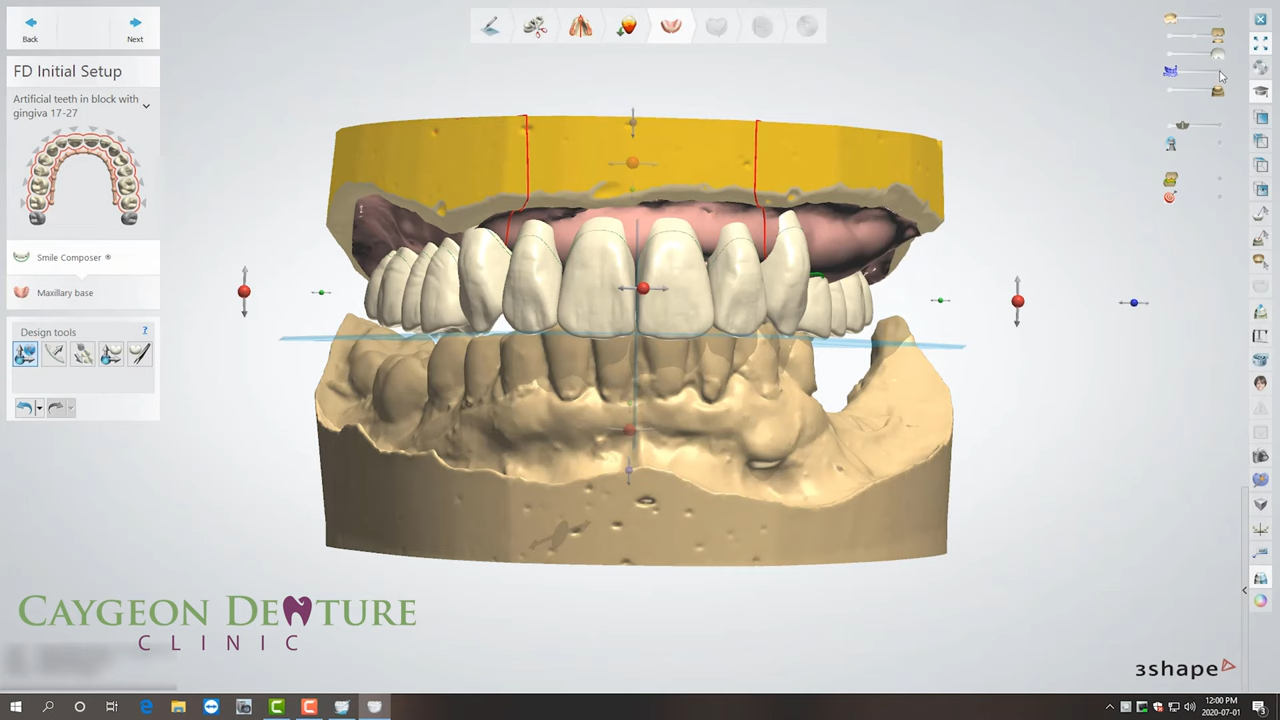 Back
Next
FD Initial Setup
Artificial teeth in block with
gingiva 17-27
Smile Composer ®
Maxillary base
Design tools
?
CAYGEON DENTURE
CLINIC
3shape
12:00 PM
2020-07-01
3